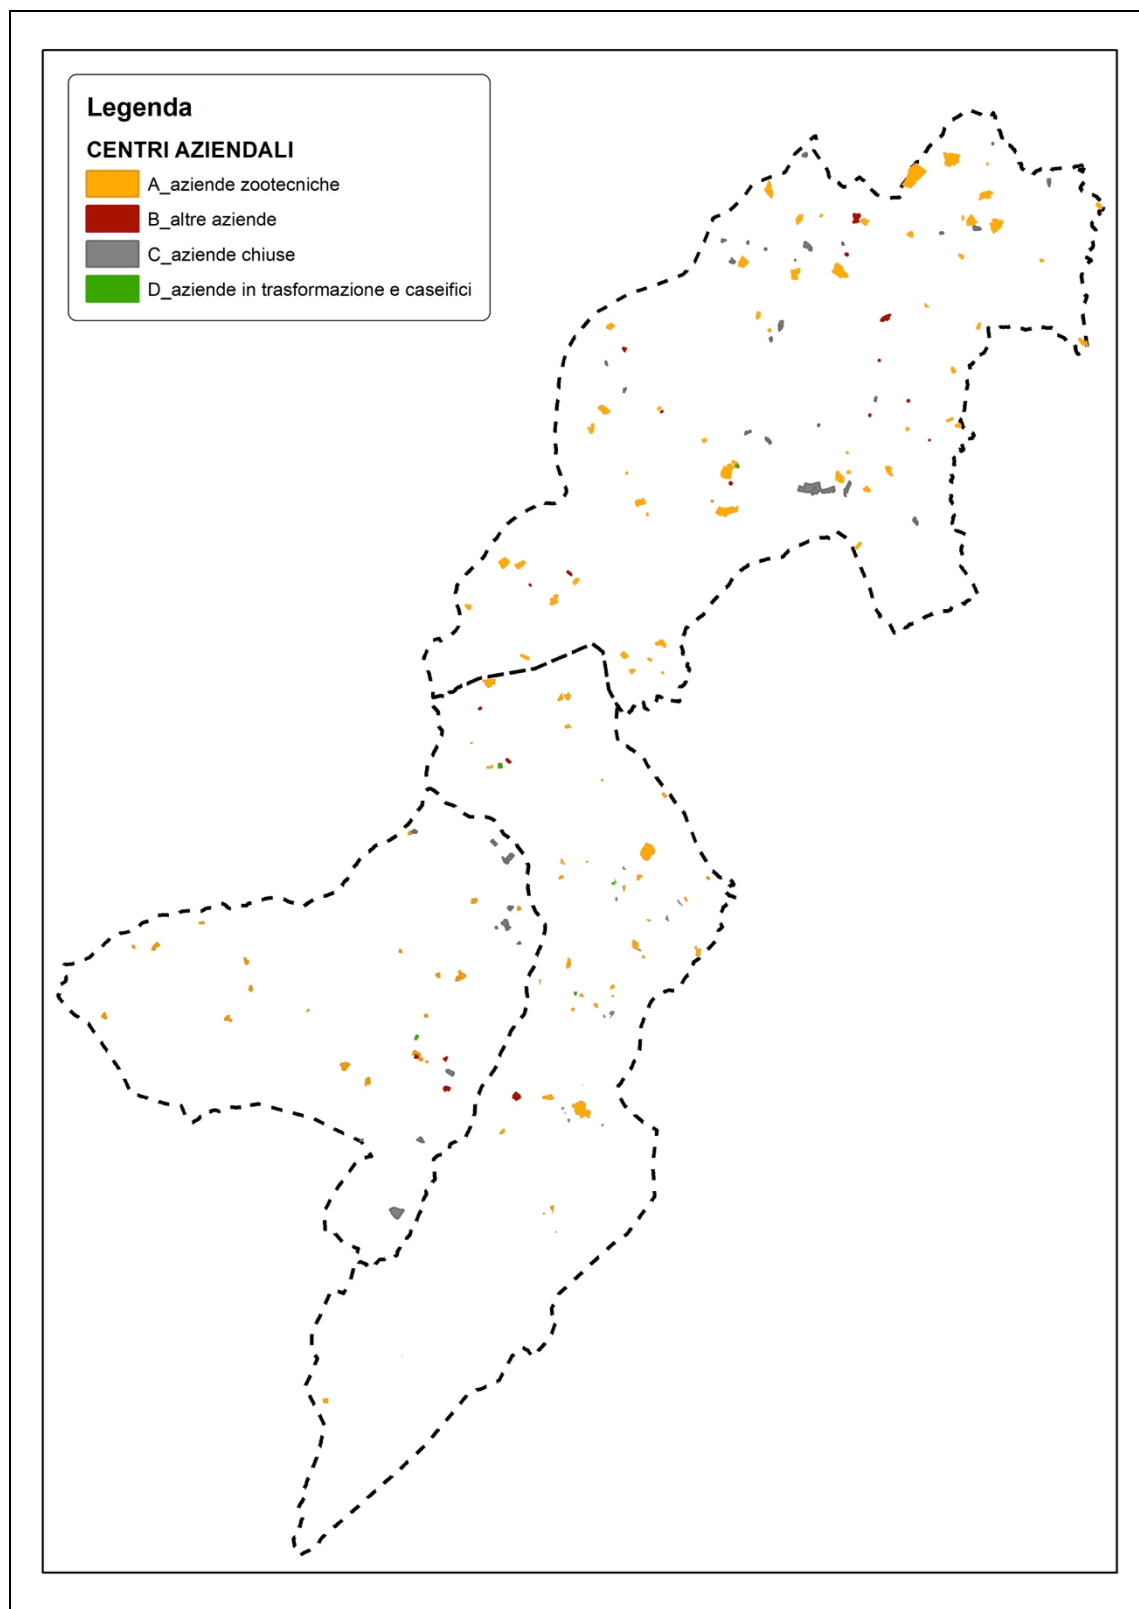 Legenda
CENTRI AZIENDALI
A_aziende zootecniche
B_altre aziende
C_aziende chiuse
D_aziende in trasformazione e caseifici